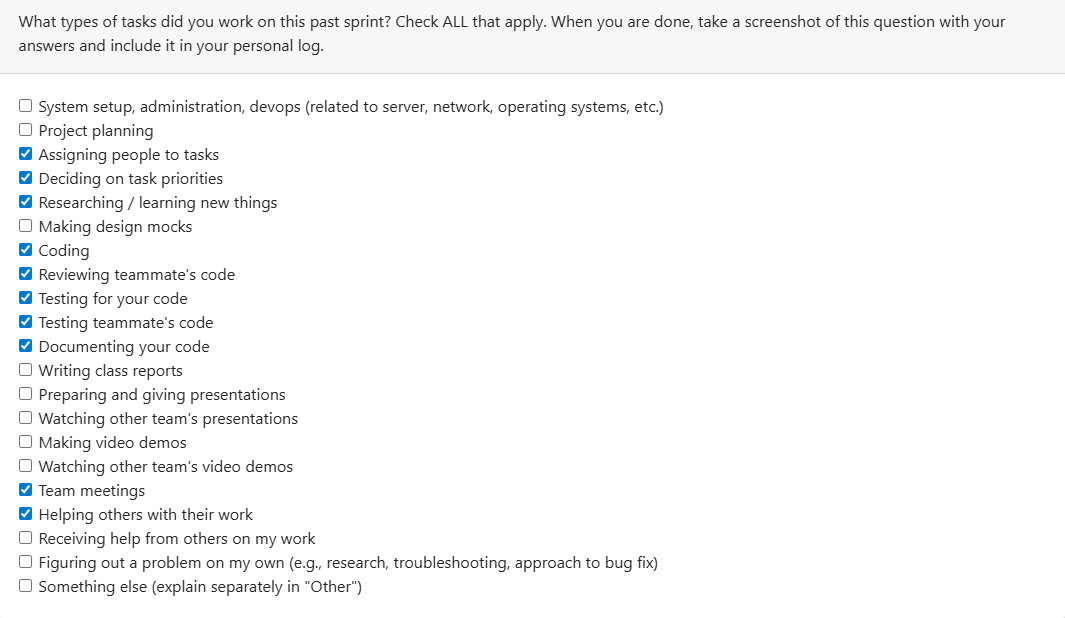 What types of tasks did you work on this past sprint? Check ALL that apply. When you are done, take a screenshot of this question with your
answers and include it in your personal log.
System setup, administration, devops (related to server, network, operating systems, etc.)
Project planning
Assigning people to tasks
Deciding on task priorities
Researching / learning new things
Making design mocks
Coding
Reviewing teammate's code
Testing for your code
Testing teammate's code
Documenting your code
Writing class reports
Preparing and giving presentations
Watching other team's presentations
Making video demos
Watching other team's video demos
Team meetings
Helping others with their work
Receiving help from others on my work
Figuring out a problem on my own (e.g., research, troubleshooting, approach to bug fix)
Something else (explain separately in "Other")